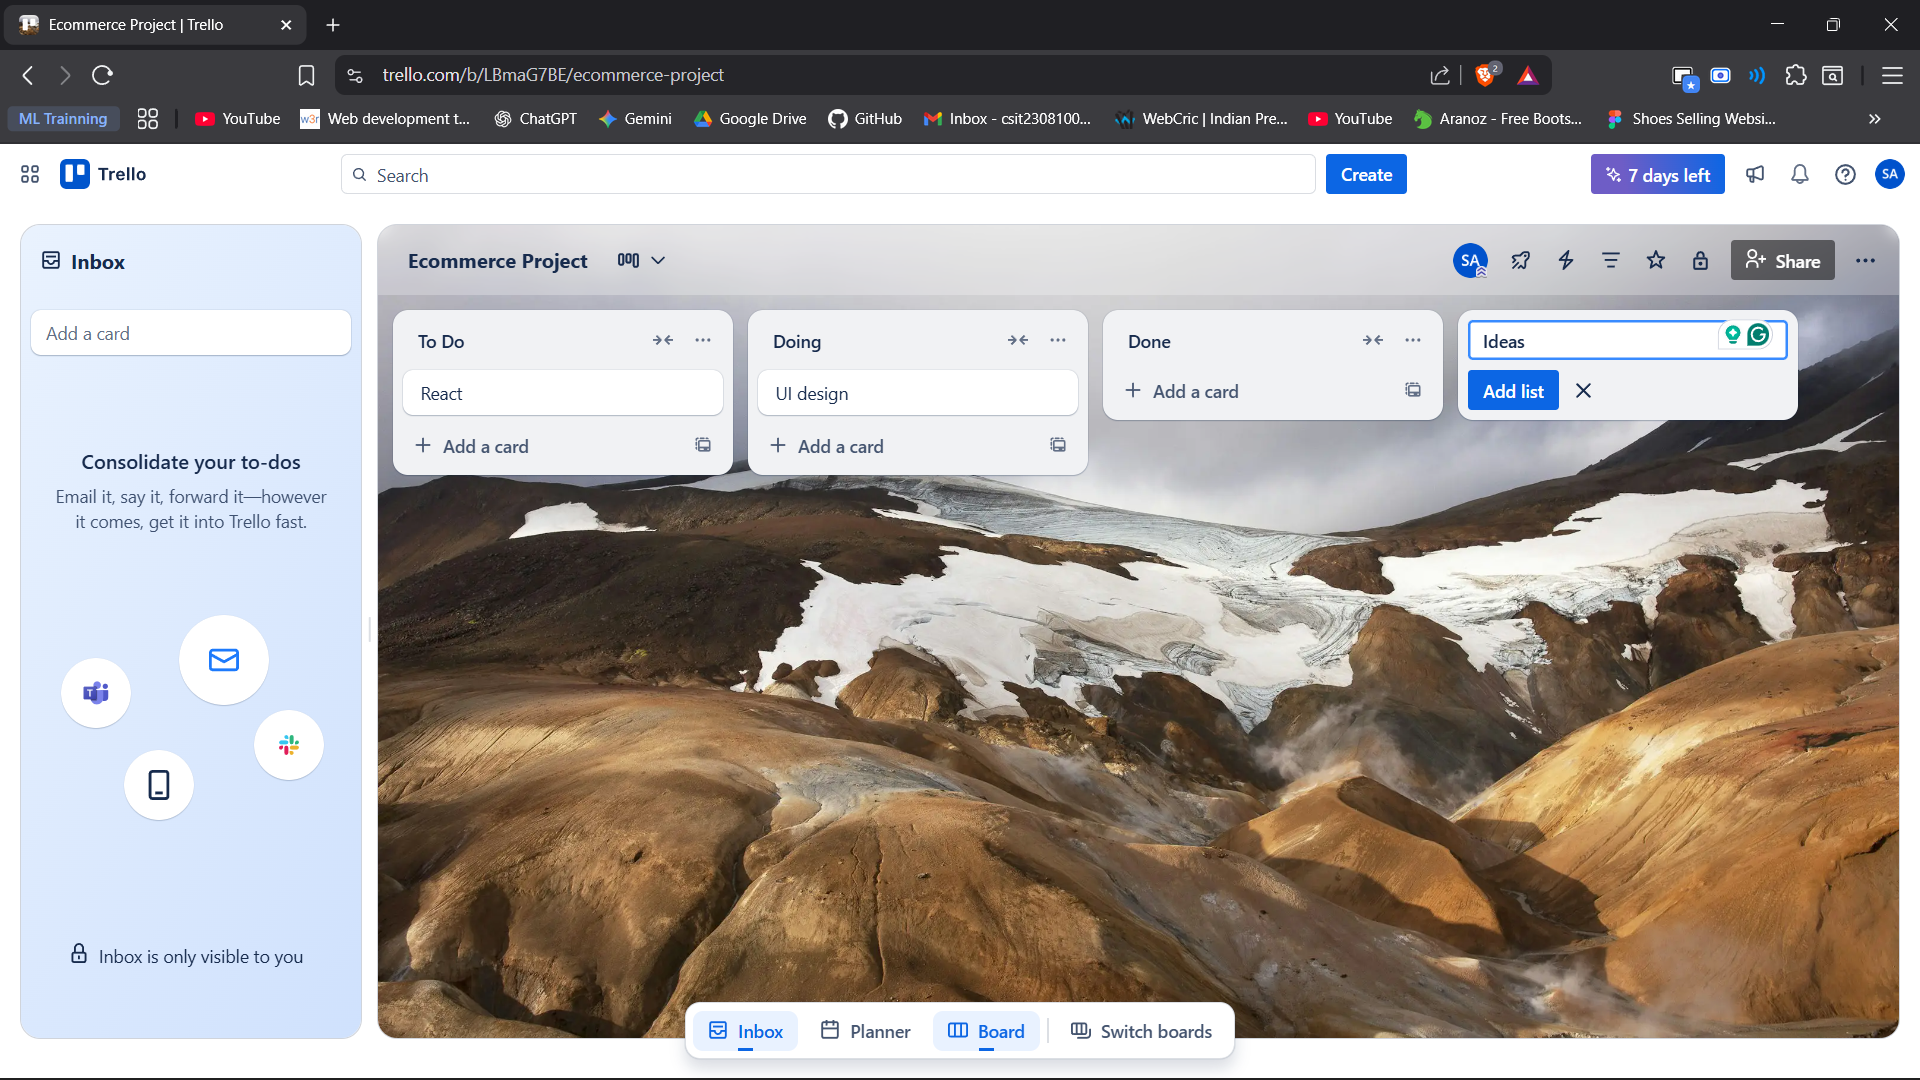 Ecommerce Project | Trello
trello.com/b/LBmaG7BE/ecommerce-project
2
ML Trainning
YouTube
w3r
Web development t...
ChatGPT
Gemini
Google Drive
GitHub
Inbox - csit2308100...
WebCric | Indian Pre...
YouTube
Aranoz - Free Boots...
Shoes Selling Websi...
Trello
Search
Create
7 days left
SA
Inbox
Add a card
Consolidate your to-dos
Email it, say it, forward it—however
it comes, get it into Trello fast.
Inbox is only visible to you
Ecommerce Project
SA
Share
To Do
React
Add a card
Doing
UI design
Add a card
Done
Add a card
Ideas
Add list
Inbox
Planner
Board
Switch boards